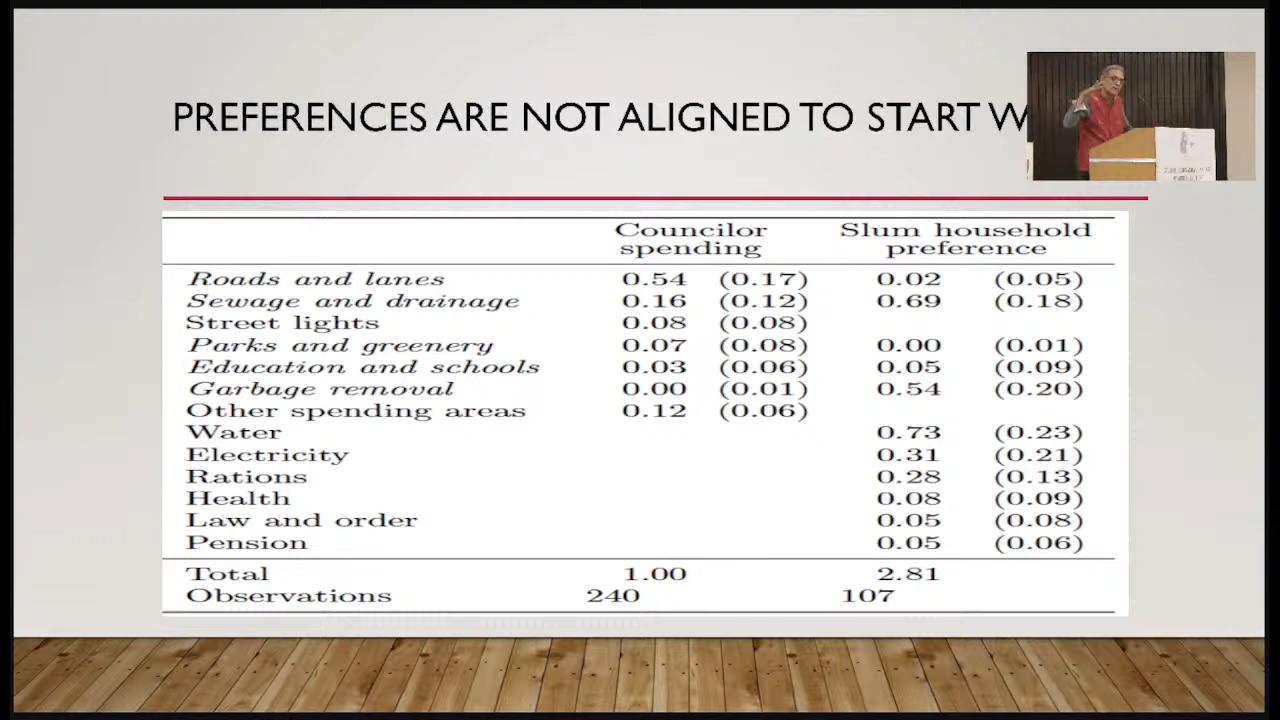 PREFERENCES ARE NOT ALIGNED TO START W
Councilor spending Slum household preference
Roads and lanes 0.54 (0.17) 0.02 (0.05)
Sewage and drainage 0.16 (0.12) 0.69 (0.18)
Street lights 0.08 (0.08)
Parks and greenery 0.07 (0.08) 0.00 (0.01)
Education and schools 0.03 (0.06) 0.05 (0.09)
Garbage removal 0.00 (0.01) 0.54 (0.20)
Other spending areas 0.12 (0.06)
Water 0.73 (0.23)
Electricity 0.31 (0.21)
Rations 0.28 (0.13)
Health 0.08 (0.09)
Law and order 0.05 (0.08)
Pension 0.05 (0.06)
Total 1.00 2.81
Observations 240 107